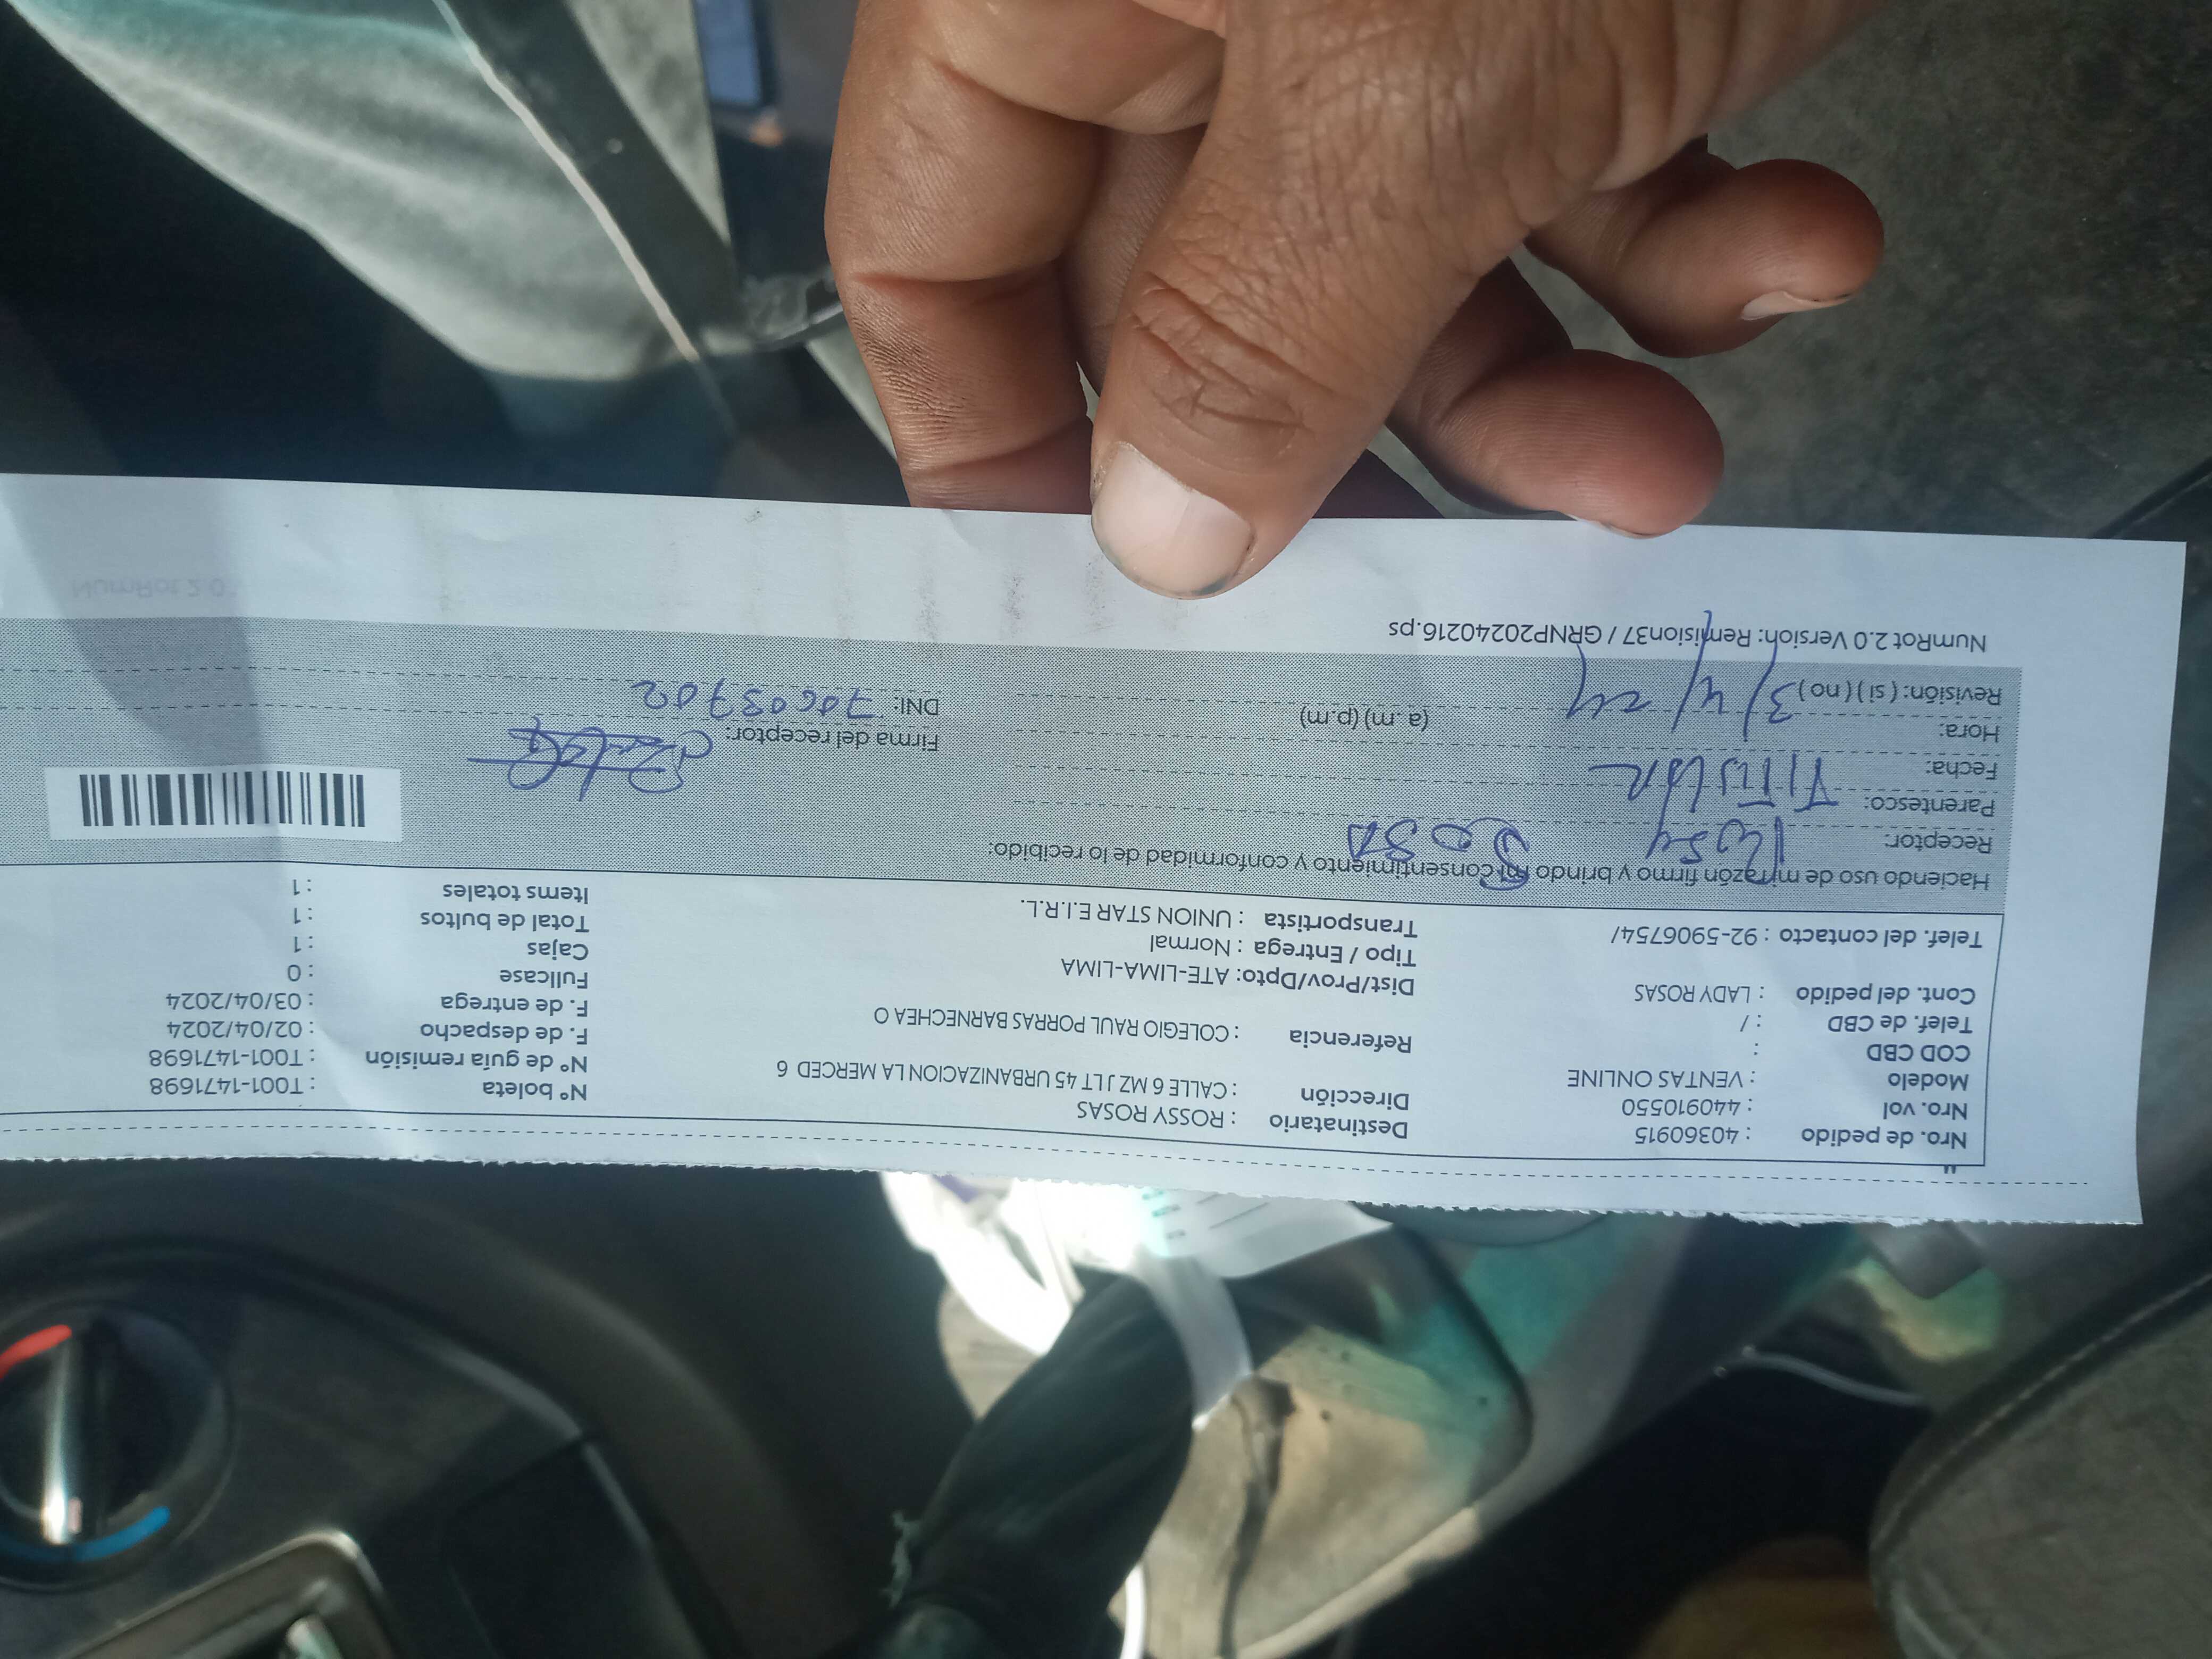 Nro. de pedido : 40360915 Destinatario : ROSSY ROSAS N° boleta : T001-1471698
Nro. vol : 440910550 Dirección : CALLE 6 MZ J LT 45 URBANIZACION LA MERCED 6 N° de guía remisión : T001-1471698
Modelo : VENTAS ONLINE F. de despacho : 02/04/2024
COD CBD : Referencia : COLEGIO RAUL PORRAS BARNECHEA O F. de entrega : 03/04/2024
Telef. de CBD : / Fullcase : 0
Cont. del pedido : LADY ROSAS Dist/Prov/Dpto: ATE-LIMA-LIMA Cajas : 1
Tipo / Entrega : Normal Total de bultos : 1
Telef. del contacto : 92-5906754/ Transportista : UNION STAR E.I.R.L. Items totales : 1
Haciendo uso de mi razón firmo y brindo mi consentimiento y conformidad de lo recibido:
Receptor: Rosy
Parentesco: Titular
Fecha: Firma del receptor:
Hora: (a. m) (p.m) DNI: 70003702
Revisión: ( si ) ( no ) 3/4/24
NumRot 2.0 Version: Remision37 / GRNP20240216.ps